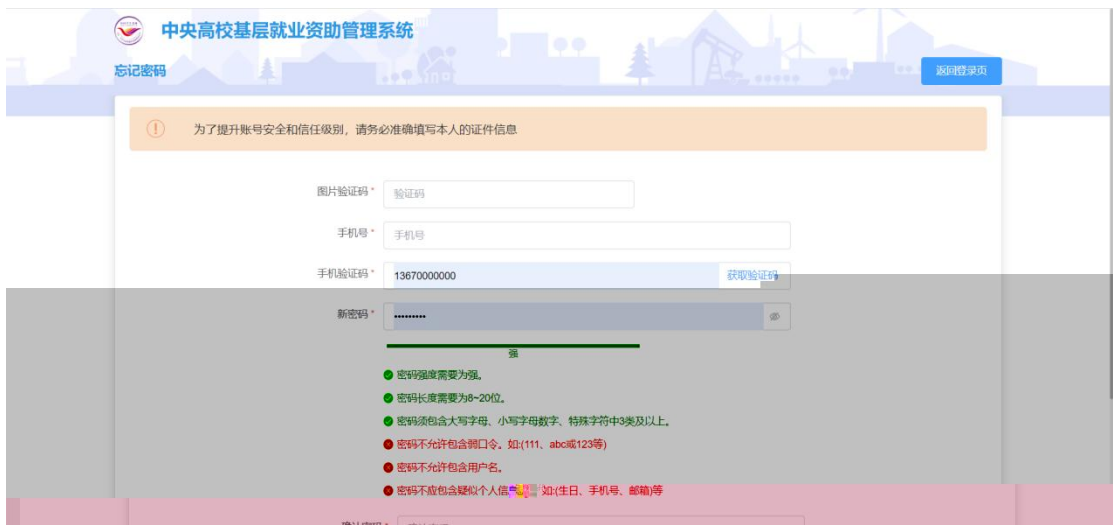 中央高校基层就业资助管理系统
忘记密码
返回登录页
为了提升账号安全和信任级别，请务必准确填写本人的证件信息
图片验证码 * 验证码
手机号 * 手机号
手机验证码 * 13670000000 获取验证码
新密码 * •••••••••
强
密码强度需要为强。
密码长度需要为8~20位。
密码须包含大写字母、小写字母数字、特殊字符中3类及以上。
密码不允许包含弱口令。如:(111、abc或123等)
密码不允许包含用户名。
密码不应包含疑似个人信 如:(生日、手机号、邮箱)等
确认密码 *